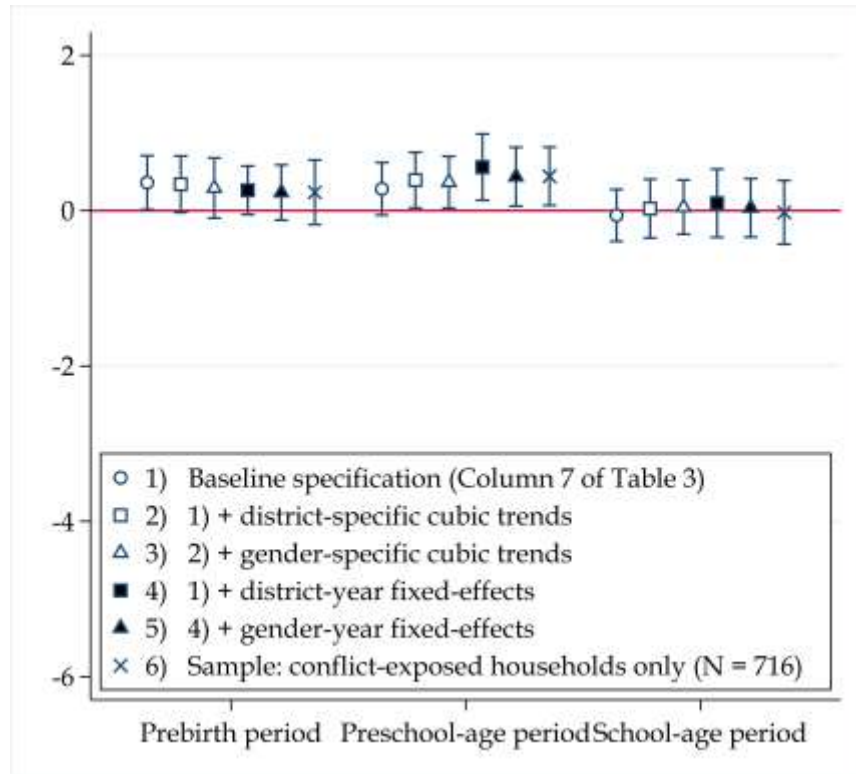 2
0
-2
-4
-6
1) Baseline specification (Column 7 of Table 3)
2) 1) + district-specific cubic trends
3) 2) + gender-specific cubic trends
4) 1) + district-year fixed-effects
5) 4) + gender-year fixed-effects
6) Sample: conflict-exposed households only (N = 716)
Prebirth period Preschool-age period School-age period